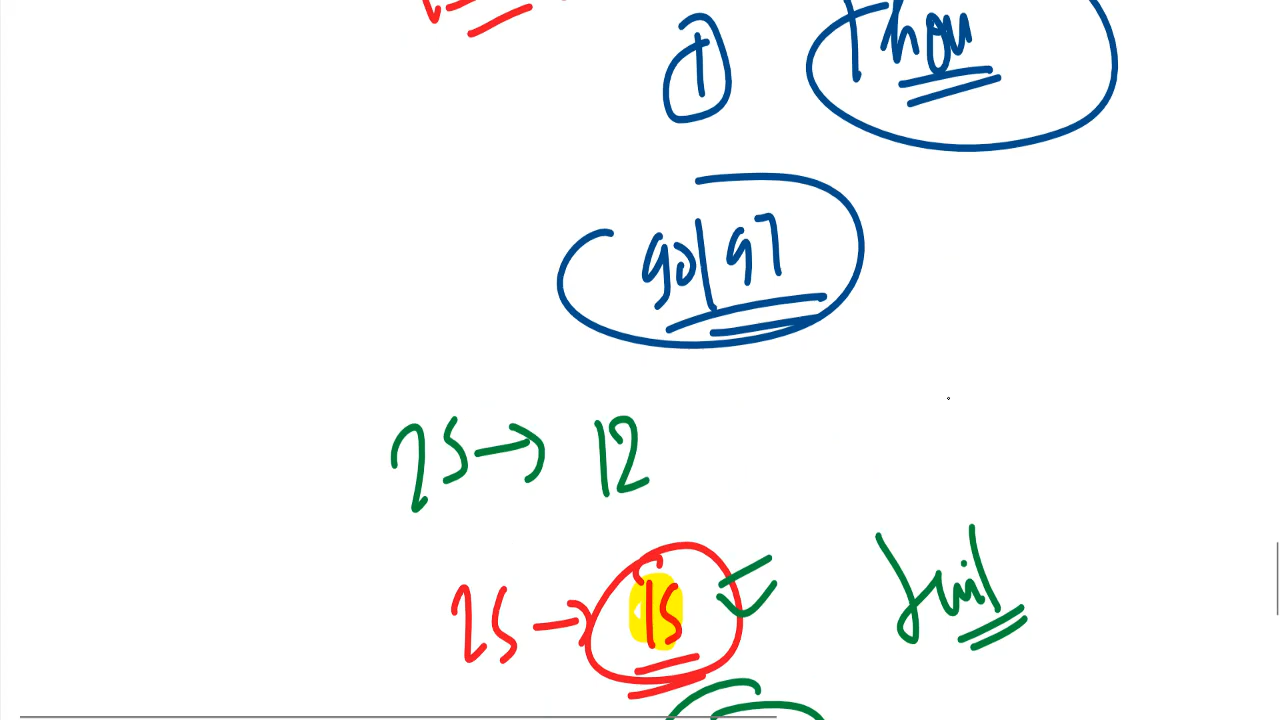 Thou
1
90/97
25 → 12
25 → 15
fail